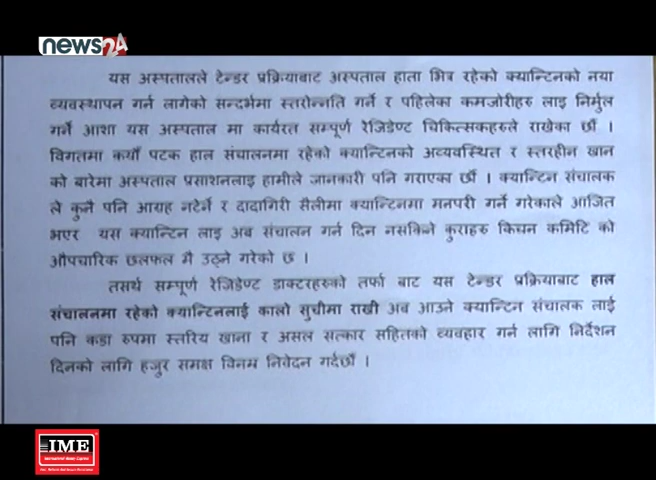 news24
यस अस्पतालले टेन्डर प्रक्रियाबाट अस्पताल हाता भित्र रहेको क्यान्टिनको नया
व्यवस्थापन गर्न लागेको सन्दर्भमा स्तरोन्नति गर्ने र पहिलेका कमजोरीहरु लाइ निर्मुल
गर्ने आशा यस अस्पताल मा कार्यरत सम्पूर्ण रेजिडेण्ट चिकित्सकहरुले राखेका छौं ।
विगतमा कयौं पटक हाल संचालनमा रहेको क्यान्टिनको अव्यवस्थित र स्तरहीन खान
को बारेमा अस्पताल प्रसाशनलाइ हामीले जानकारी पनि गराएका छौं । क्यान्टिन संचालक
ले कुनै पनि आग्रह नटेर्ने र दादागिरी सैलीमा क्यान्टिनमा मनपरी गर्ने गरेकाले आजित
भएर यस क्यान्टिन लाइ अब संचालन गर्न दिन नसकिने कुराहरु किचन कमिटि को
औपचारिक छलफल मै उठ्ने गरेको छ ।
तसर्थ सम्पूर्ण रेजिडेण्ट डाक्टरहरुको तर्फा बाट यस टेन्डर प्रक्रियाबाट हाल
संचालनमा रहेको क्यान्टिनलाई कालो सुचीमा राखी अब आउने क्यान्टिन संचालक लाई
पनि कडा रुपमा स्तरिय खाना र असल सत्कार सहितको व्यवहार गर्न लागि निर्देशन
दिनको लागि हजुर समक्ष विनम्र निवेदन गर्दछौं ।
IME